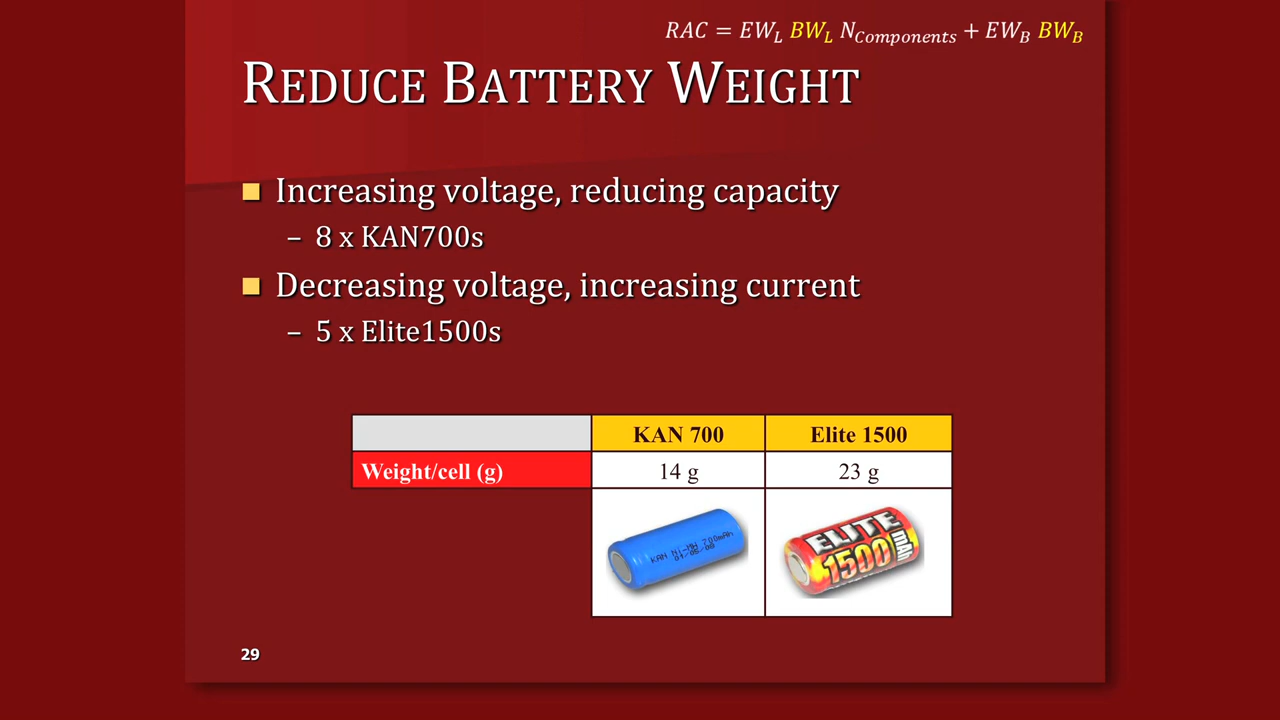 RAC = EW_L BW_L N_Components + EW_B BW_B
REDUCE BATTERY WEIGHT
Increasing voltage, reducing capacity
– 8 x KAN700s
Decreasing voltage, increasing current
– 5 x Elite1500s
KAN 700 Elite 1500
Weight/cell (g) 14 g 23 g
KAN Ni-MH 700mAh
ELITE
1500 mAh
29